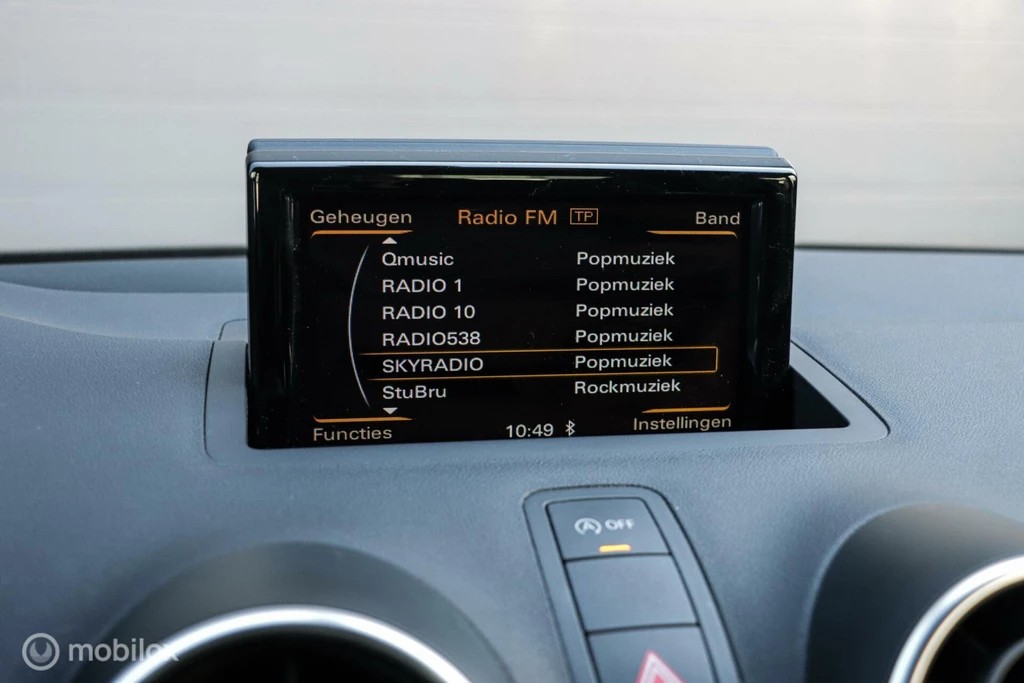 Geheugen Radio FM TP Band
Qmusic Popmuziek
RADIO 1 Popmuziek
RADIO 10 Popmuziek
RADIO538 Popmuziek
SKYRADIO Popmuziek
StuBru Rockmuziek
Functies 10:49 Instellingen
A OFF
mobilox